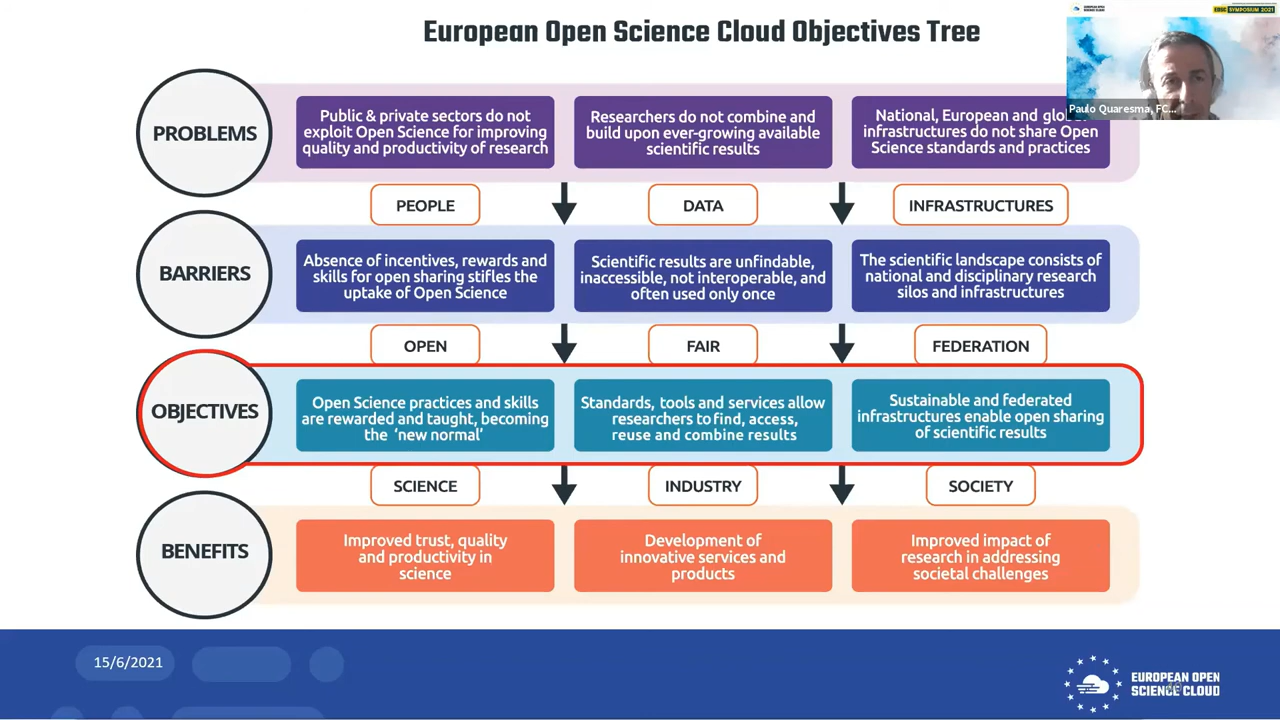 European Open Science Cloud Objectives Tree
EUROPEAN OPEN
SCIENCE CLOUD
EOSC SYMPOSIUM 2021
Paulo Quaresma, FC...
PROBLEMS
Public & private sectors do not
exploit Open Science for improving
quality and productivity of research
Researchers do not combine and
build upon ever-growing available
scientific results
National, European and glo
infrastructures do not share Open
Science standards and practices
PEOPLE
DATA
INFRASTRUCTURES
BARRIERS
Absence of incentives, rewards and
skills for open sharing stifles the
uptake of Open Science
Scientific results are unfindable,
inaccessible, not interoperable, and
often used only once
The scientific landscape consists of
national and disciplinary research
silos and infrastructures
OPEN
FAIR
FEDERATION
OBJECTIVES
Open Science practices and skills
are rewarded and taught, becoming
the ‘new normal’
Standards, tools and services allow
researchers to find, access,
reuse and combine results
Sustainable and federated
infrastructures enable open sharing
of scientific results
SCIENCE
INDUSTRY
SOCIETY
BENEFITS
Improved trust, quality
and productivity in
science
Development of
innovative services and
products
Improved impact of
research in addressing
societal challenges
15/6/2021
EUROPEAN OPEN
SCIENCE CLOUD